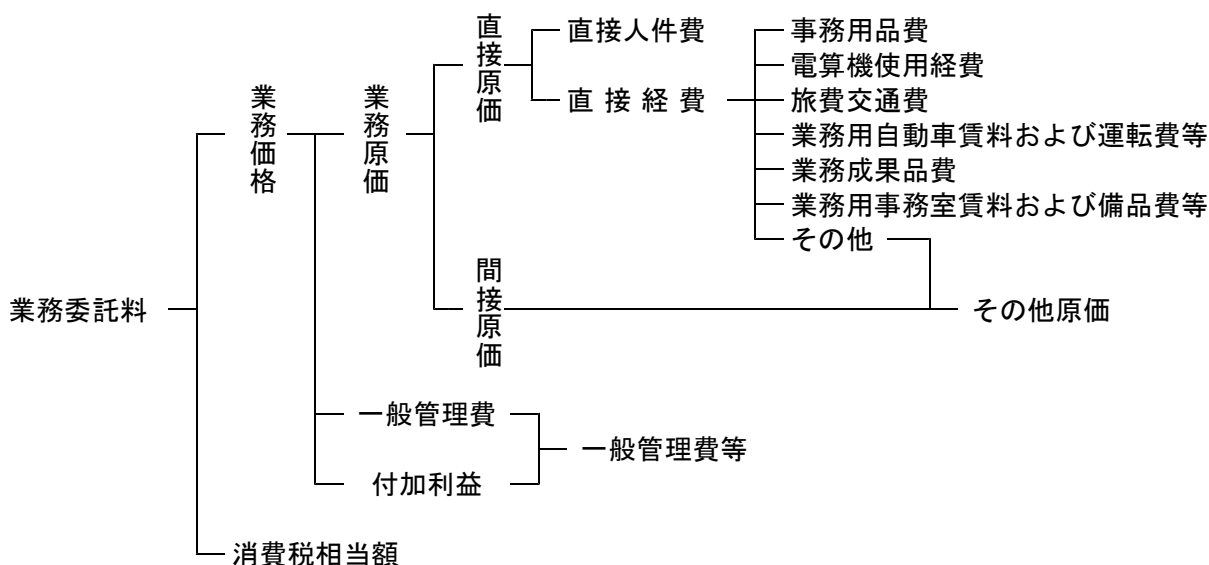 業務委託料
業務価格
業務原価
直接原価
直接人件費
直接経費
事務用品費
電算機使用経費
旅費交通費
業務用自動車賃料および運転費等
業務成果品費
業務用事務室賃料および備品費等
その他
間接原価
その他原価
一般管理費
付加利益
一般管理費等
消費税相当額